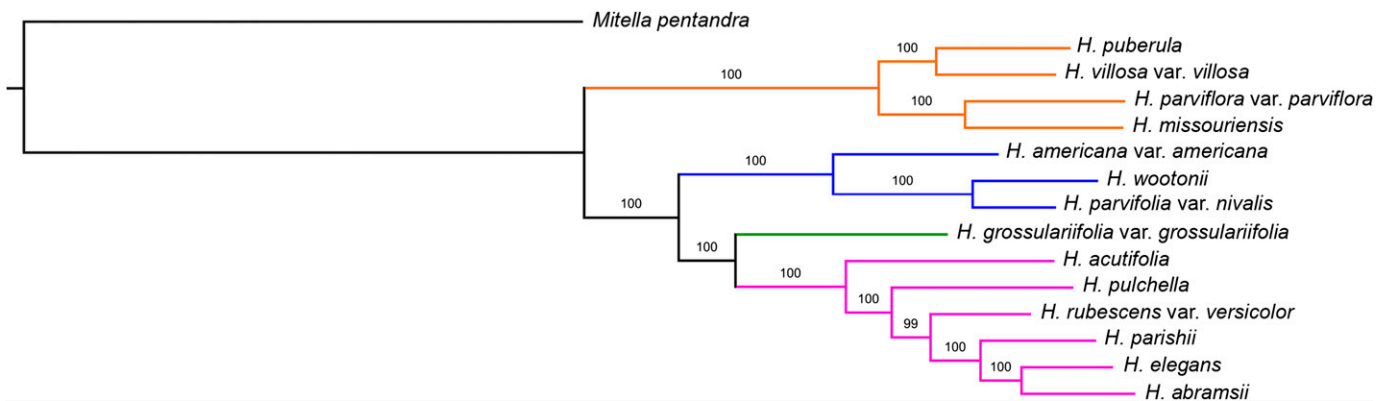 Mitella pentandra
100
H. puberula
H. villosa var. villosa
100
100
H. parviflora var. parviflora
H. missouriensis
100
H. americana var. americana
100
H. wootonii
H. parvifolia var. nivalis
100
H. grossulariifolia var. grossulariifolia
100
H. acutifolia
100
H. pulchella
100
H. rubescens var. versicolor
99
H. parishii
100
H. elegans
100
H. abramsii